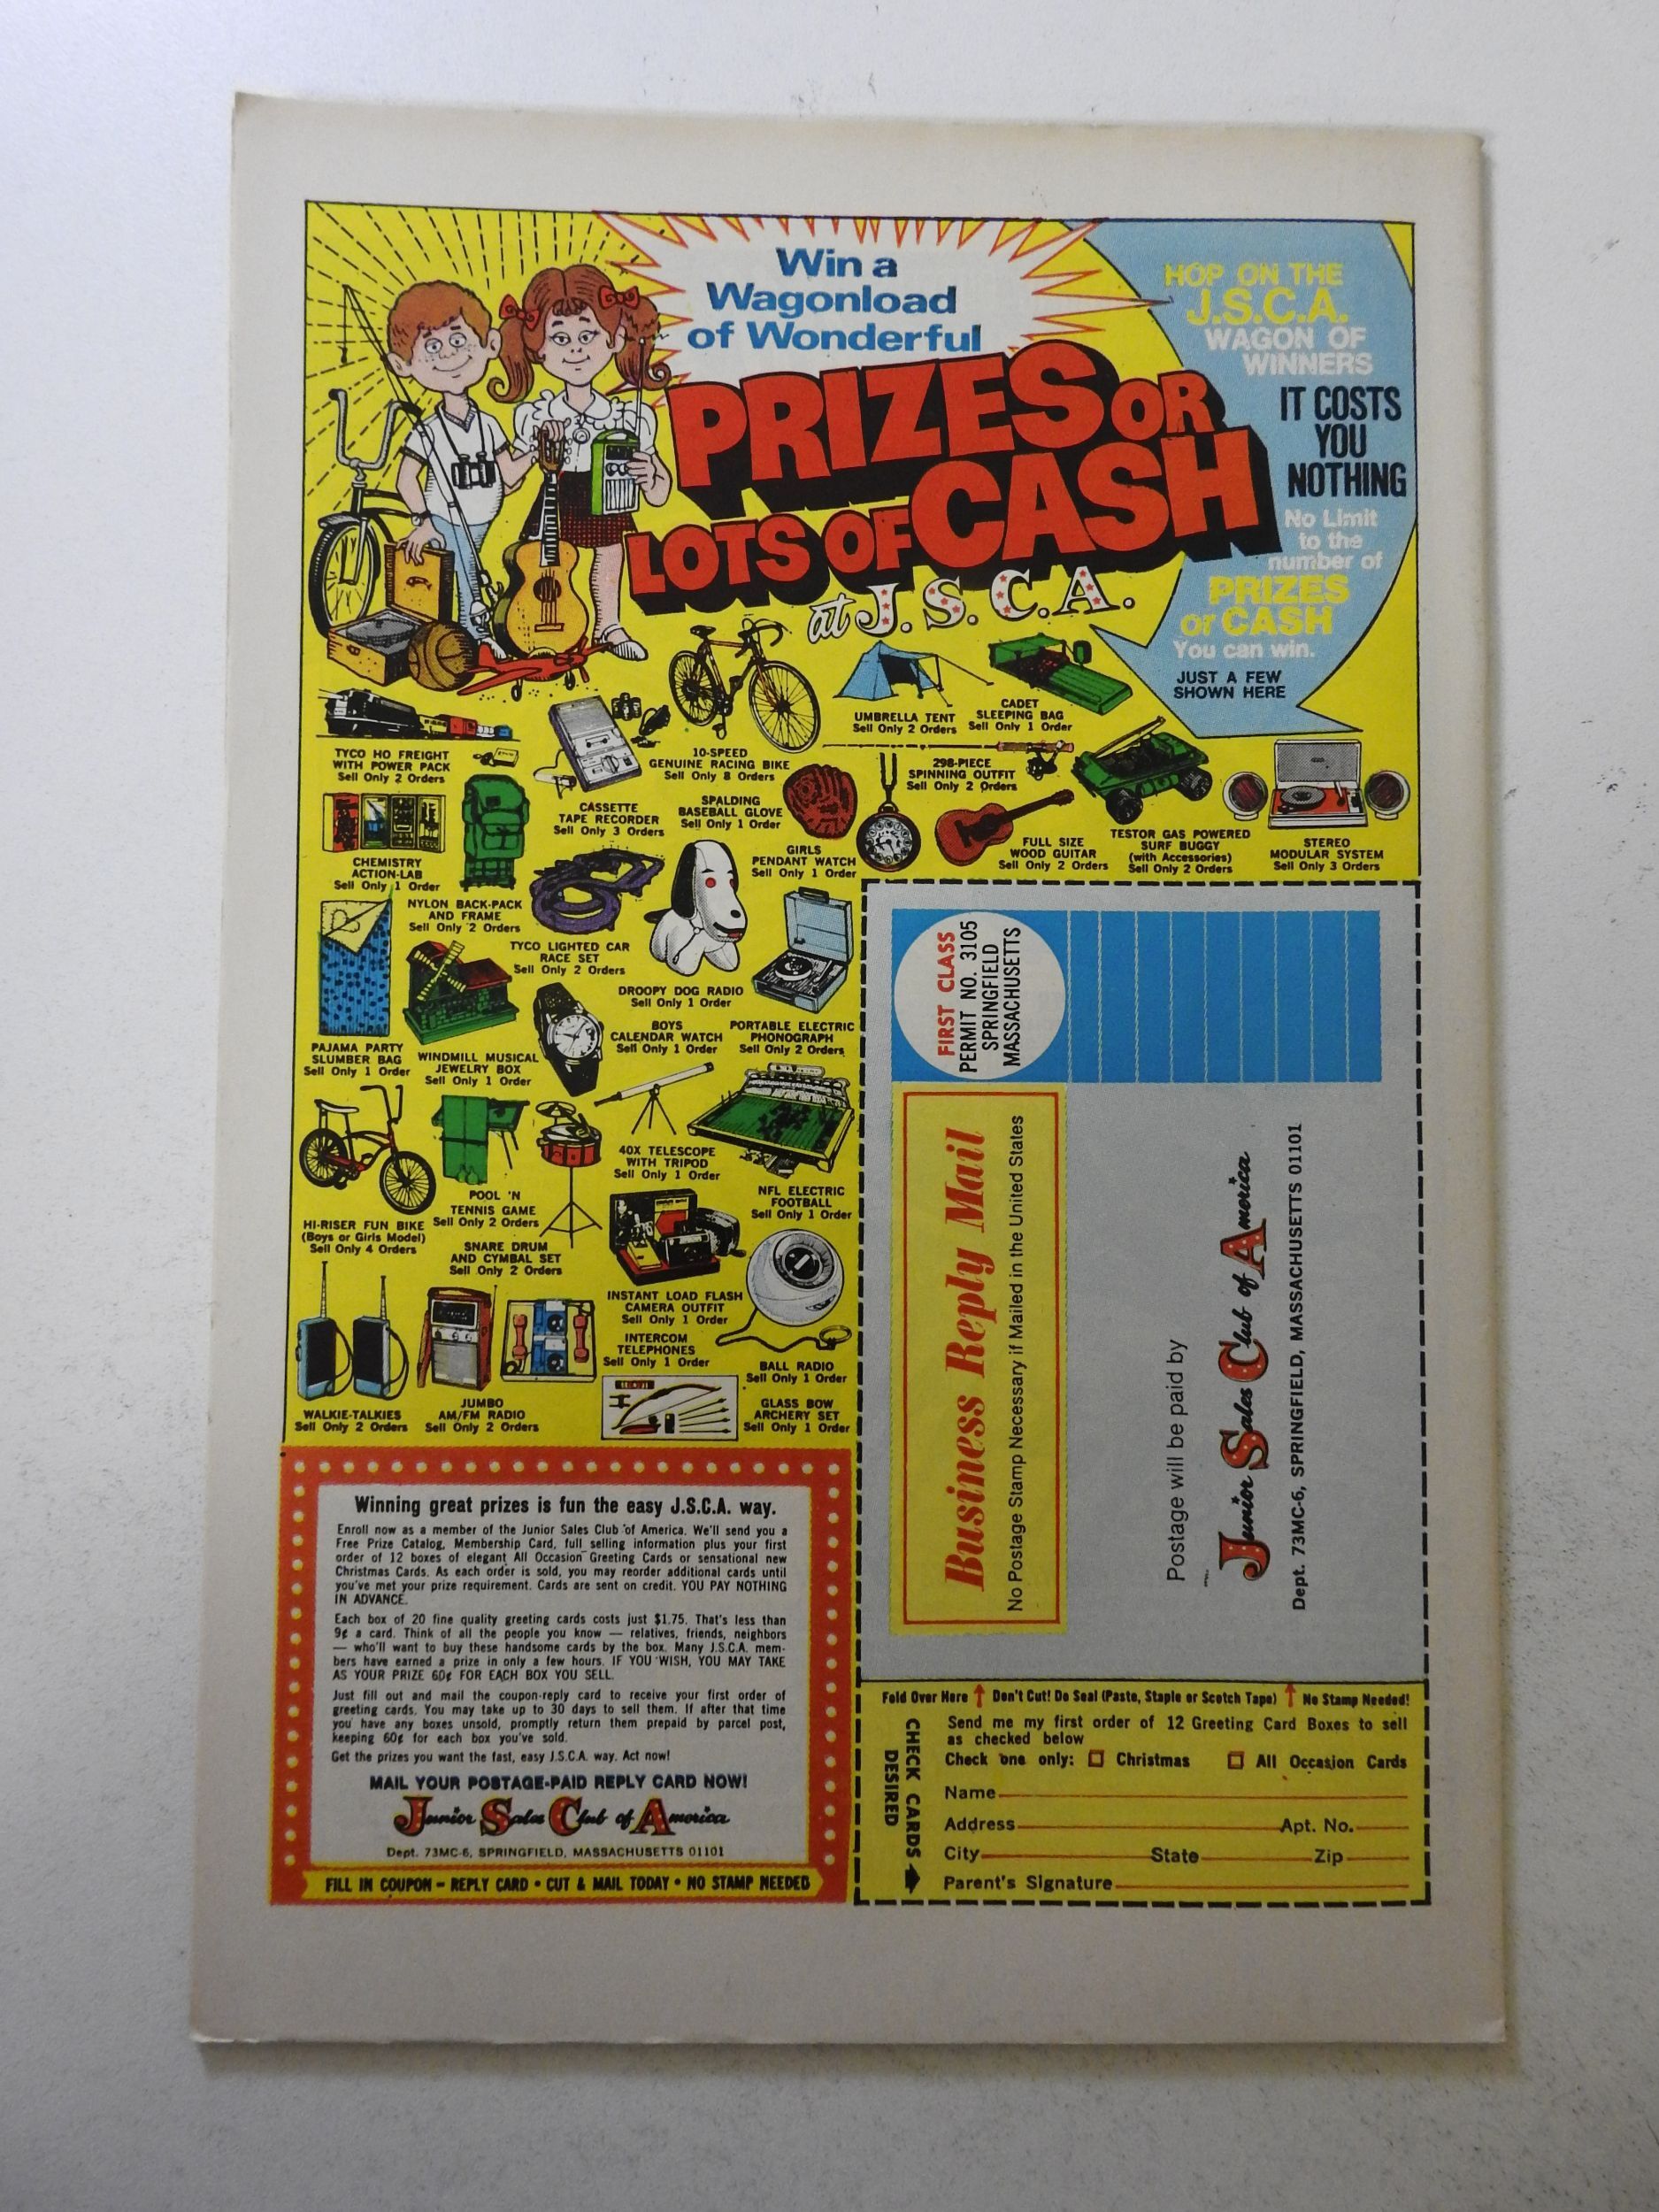 Win a
Wagonload
of Wonderful
PRIZES OR
LOTS OF CASH
at J.S.C.A.
HOP ON THE
J.S.C.A.
WAGON OF
WINNERS
IT COSTS
YOU
NOTHING
No Limit
to the
number of
PRIZES
or CASH
You can win.
JUST A FEW
SHOWN HERE
TYCO HO FREIGHT
WITH POWER PACK
Sell Only 2 Orders
CASSETTE
TAPE RECORDER
Sell Only 3 Orders
10-SPEED
GENUINE RACING BIKE
Sell Only 8 Orders
UMBRELLA TENT
Sell Only 2 Orders
CADET
SLEEPING BAG
Sell Only 1 Order
298-PIECE
SPINNING OUTFIT
Sell Only 2 Orders
SPALDING
BASEBALL GLOVE
Sell Only 1 Order
GIRLS
PENDANT WATCH
Sell Only 1 Order
FULL SIZE
WOOD GUITAR
Sell Only 2 Orders
TESTOR GAS POWERED
SURF BUGGY
(with Accessories)
Sell Only 2 Orders
STEREO
MODULAR SYSTEM
Sell Only 3 Orders
CHEMISTRY
ACTION-LAB
Sell Only 1 Order
NYLON BACK-PACK
AND FRAME
Sell Only 2 Orders
TYCO LIGHTED CAR
RACE SET
Sell Only 2 Orders
DROOPY DOG RADIO
Sell Only 1 Order
PAJAMA PARTY
SLUMBER BAG
Sell Only 1 Order
WINDMILL MUSICAL
JEWELRY BOX
Sell Only 1 Order
BOYS
CALENDAR WATCH
Sell Only 1 Order
PORTABLE ELECTRIC
PHONOGRAPH
Sell Only 2 Orders
HI-RISER FUN BIKE
(Boys or Girls Model)
Sell Only 4 Orders
POOL 'N
TENNIS GAME
Sell Only 2 Orders
SNARE DRUM
AND CYMBAL SET
Sell Only 2 Orders
40X TELESCOPE
WITH TRIPOD
Sell Only 1 Order
NFL ELECTRIC
FOOTBALL
Sell Only 1 Order
INSTANT LOAD FLASH
CAMERA OUTFIT
Sell Only 1 Order
INTERCOM
TELEPHONES
Sell Only 1 Order
BALL RADIO
Sell Only 1 Order
WALKIE-TALKIES
Sell Only 2 Orders
JUMBO
AM/FM RADIO
Sell Only 2 Orders
GLASS BOW
ARCHERY SET
Sell Only 1 Order
Winning great prizes is fun the easy J.S.C.A. way.
Enroll now as a member of the Junior Sales Club of America. We'll send you a
Free Prize Catalog, Membership Card, full selling information plus your first
order of 12 boxes of elegant All Occasion Greeting Cards or sensational new
Christmas Cards. As each order is sold, you may reorder additional cards until
you've met your prize requirement. Cards are sent on credit. YOU PAY NOTHING
IN ADVANCE.
Each box of 20 fine quality greeting cards costs just $1.75. That's less than
9¢ a card. Think of all the people you know — relatives, friends, neighbors
— who'll want to buy these handsome cards by the box. Many J.S.C.A. mem-
bers have earned a prize in only a few hours. IF YOU WISH, YOU MAY TAKE
AS YOUR PRIZE 60¢ FOR EACH BOX YOU SELL.
Just fill out and mail the coupon-reply card to receive your first order of
greeting cards. You may take up to 30 days to sell them. If after that time
you have any boxes unsold, promptly return them prepaid by parcel post,
keeping 60¢ for each box you've sold.
Get the prizes you want the fast, easy J.S.C.A. way. Act now!
MAIL YOUR POSTAGE-PAID REPLY CARD NOW!
Junior Sales Club of America
Dept. 73MC-6, SPRINGFIELD, MASSACHUSETTS 01101
FILL IN COUPON - REPLY CARD • CUT & MAIL TODAY • NO STAMP NEEDED
FIRST CLASS
PERMIT NO. 3105
SPRINGFIELD
MASSACHUSETTS
Business Reply Mail
No Postage Stamp Necessary if Mailed in the United States
Postage will be paid by
Junior Sales Club of America
Dept. 73MC-6, SPRINGFIELD, MASSACHUSETTS 01101
Fold Over Here ↑ Don't Cut! Do Seal (Paste, Staple or Scotch Tape) ↑ No Stamp Needed!
CHECK CARDS
DESIRED
Send me my first order of 12 Greeting Card Boxes to sell
as checked below
Check one only: ☐ Christmas ☐ All Occasion Cards
Name
Address Apt. No.
City State Zip
Parent's Signature